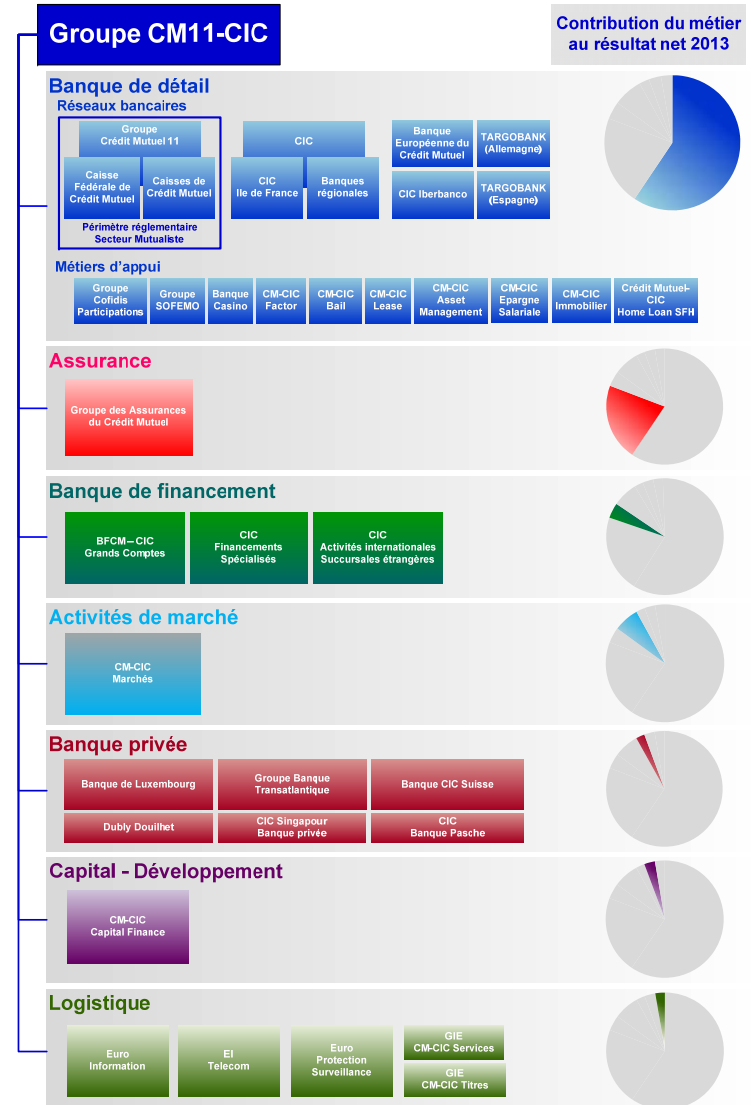 Groupe CM11-CIC
Contribution du métier
au résultat net 2013
Banque de détail
Réseaux bancaires
Groupe
Crédit Mutuel 11
Caisse
Fédérale de
Crédit Mutuel
Caisses de
Crédit Mutuel
Périmètre réglementaire
Secteur Mutualiste
CIC
CIC
Ile de France
Banques
régionales
Banque
Européenne du
Crédit Mutuel
TARGOBANK
(Allemagne)
CIC Iberbanco
TARGOBANK
(Espagne)
Métiers d'appui
Groupe
Cofidis
Participations
Groupe
SOFEMO
Banque
Casino
CM-CIC
Factor
CM-CIC
Bail
CM-CIC
Lease
CM-CIC
Asset
Management
CM-CIC
Epargne
Salariale
CM-CIC
Immobilier
Crédit Mutuel-
CIC
Home Loan SFH
Assurance
Groupe des Assurances
du Crédit Mutuel
Banque de financement
BFCM – CIC
Grands Comptes
CIC
Financements
Spécialisés
CIC
Activités internationales
Succursales étrangères
Activités de marché
CM-CIC
Marchés
Banque privée
Banque de Luxembourg
Groupe Banque
Transatlantique
Banque CIC Suisse
Dubly Douilhet
CIC Singapour
Banque privée
CIC
Banque Pasche
Capital - Développement
CM-CIC
Capital Finance
Logistique
Euro
Information
EI
Telecom
Euro
Protection
Surveillance
GIE
CM-CIC Services
GIE
CM-CIC Titres